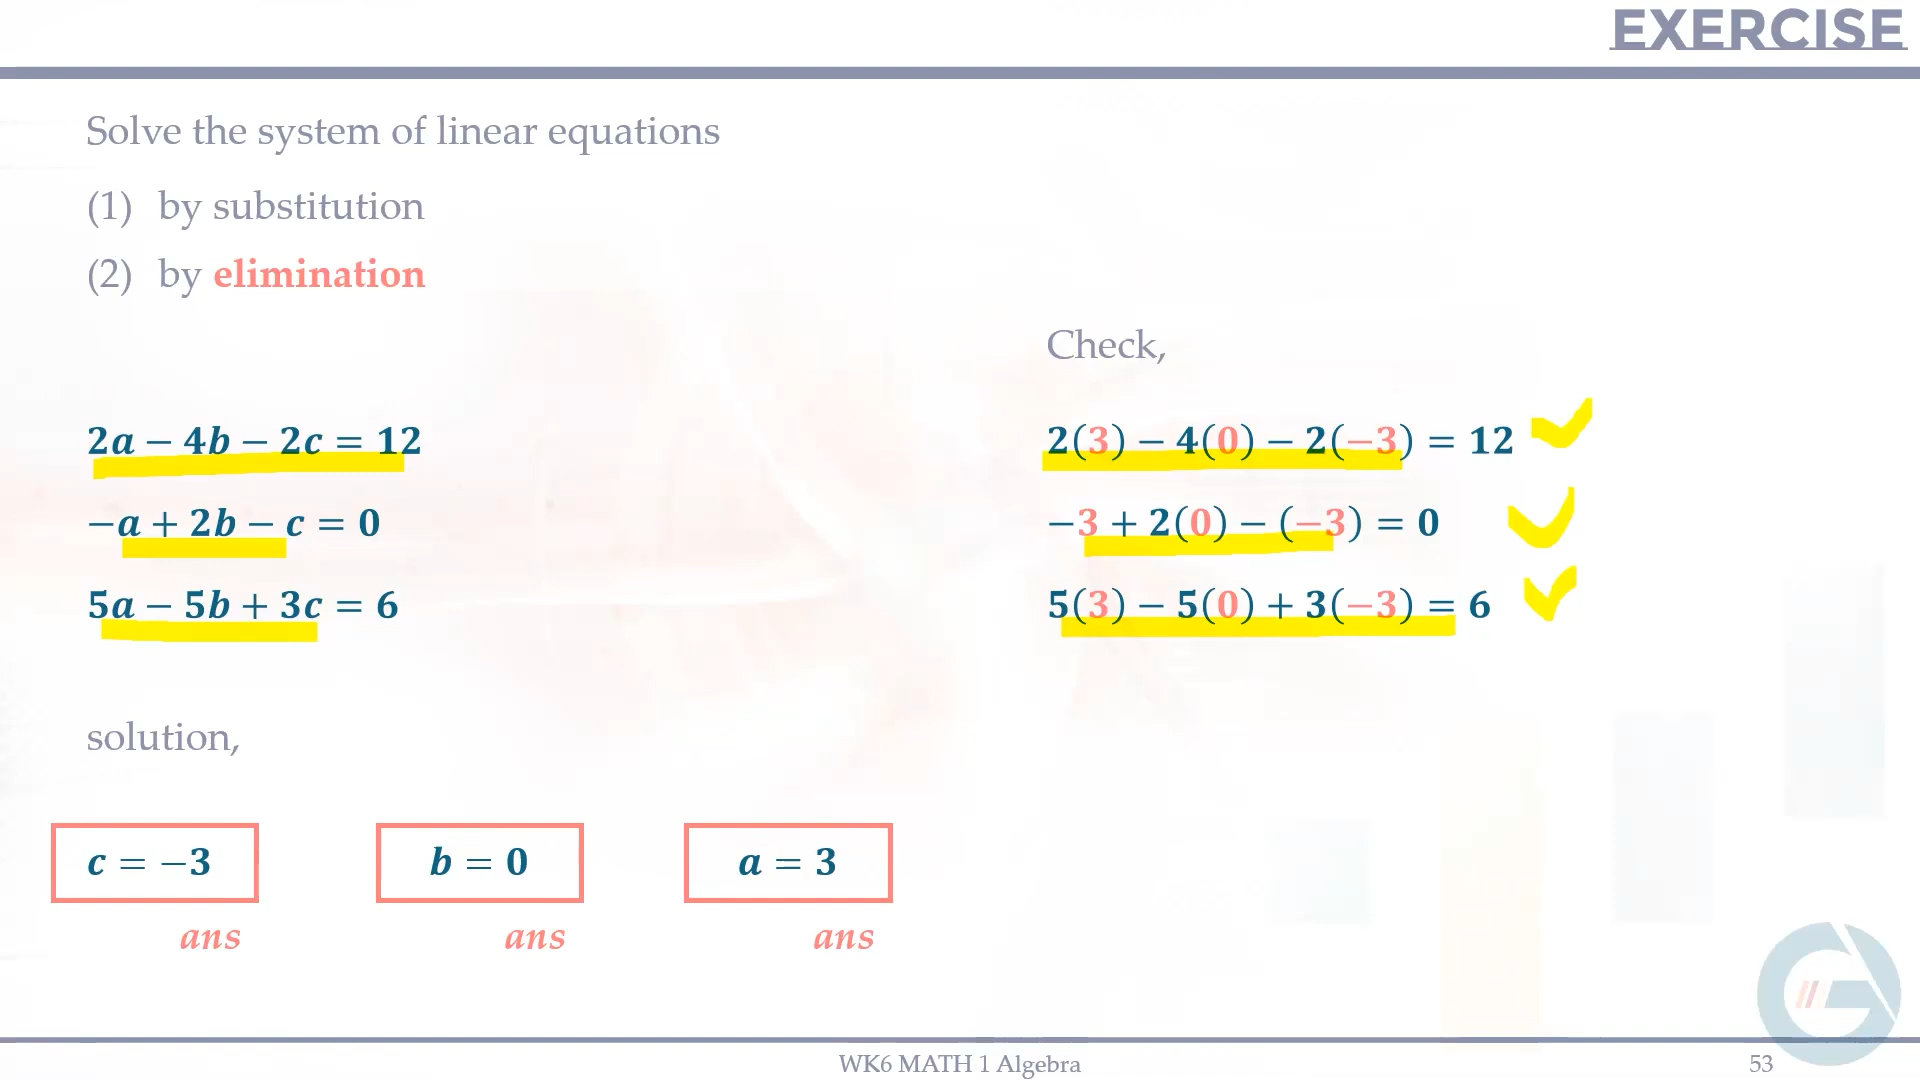 EXERCISE
Solve the system of linear equations
(1) by substitution
(2) by elimination
2a − 4b − 2c = 12
−a + 2b − c = 0
5a − 5b + 3c = 6
Check,
2(3) − 4(0) − 2(−3) = 12
−3 + 2(0) − (−3) = 0
5(3) − 5(0) + 3(−3) = 6
solution,
c = −3
b = 0
a = 3
ans
ans
ans
WK6 MATH 1 Algebra
53